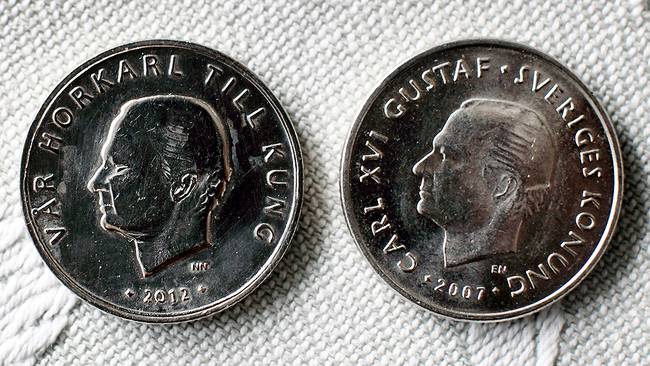 VÅR HORKARL TILL KUNG
NN
· 2012 ·
CARL XVI GUSTAF · SVERIGES KONUNG
EN
· 2007 ·